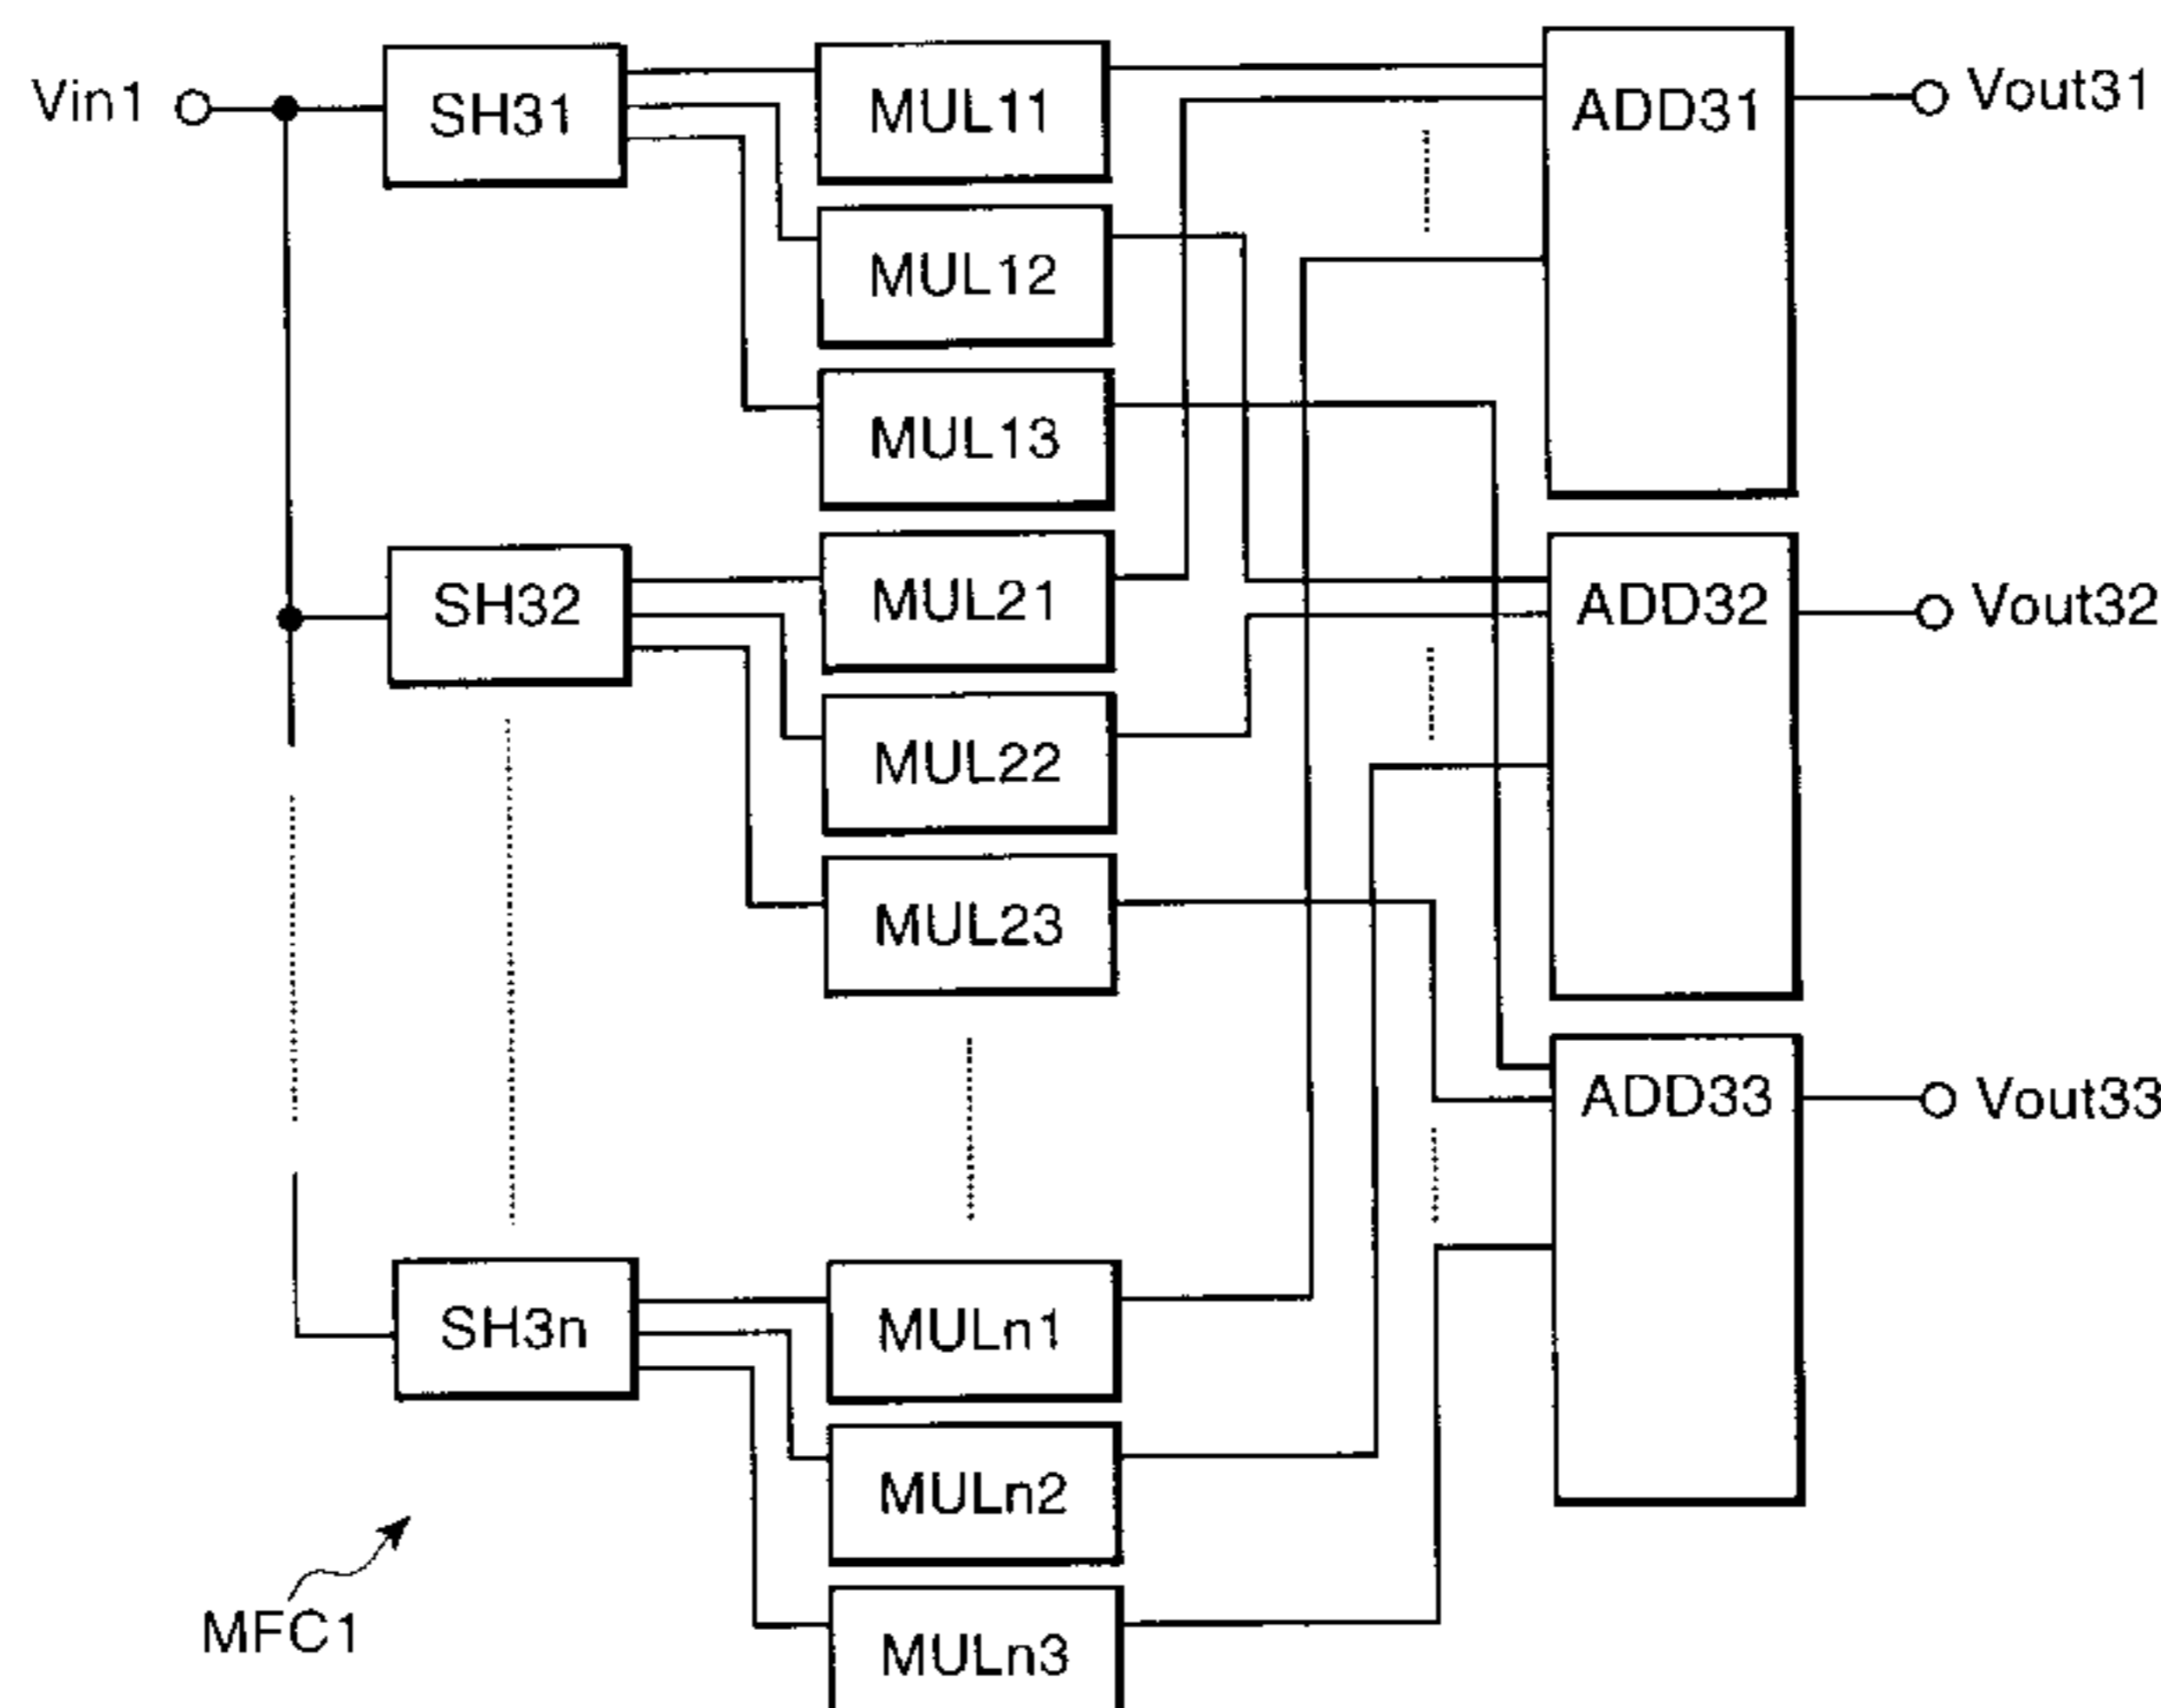 Vin1
SH31
MUL11
ADD31
Vout31
MUL12
MUL13
SH32
MUL21
ADD32
Vout32
MUL22
MUL23
ADD33
Vout33
SH3n
MULn1
MULn2
MULn3
MFC1